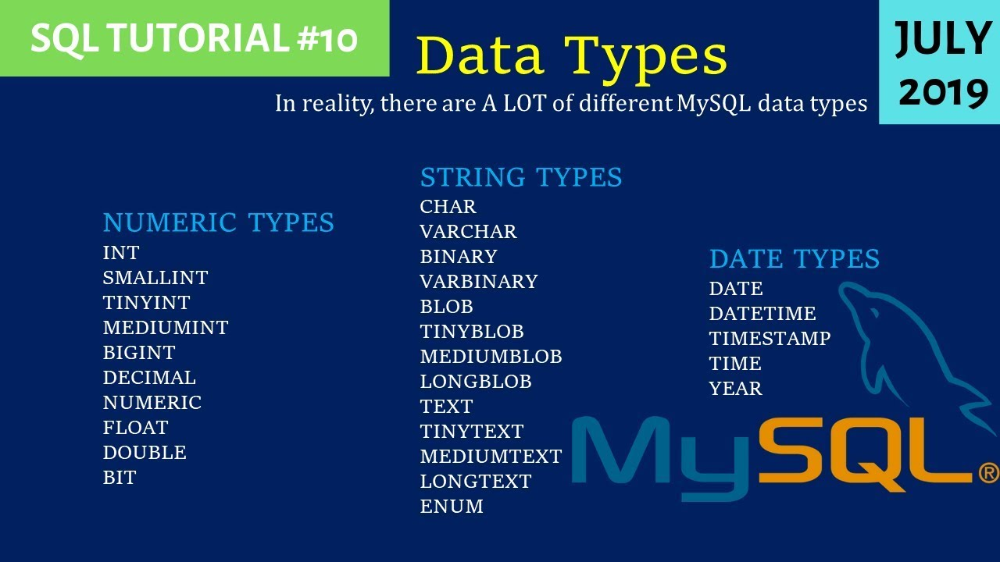 SQL TUTORIAL #10
Data Types
JULY
2019
In reality, there are A LOT of different MySQL data types
NUMERIC TYPES
INT
SMALLINT
TINYINT
MEDIUMINT
BIGINT
DECIMAL
NUMERIC
FLOAT
DOUBLE
BIT
STRING TYPES
CHAR
VARCHAR
BINARY
VARBINARY
BLOB
TINYBLOB
MEDIUMBLOB
LONGBLOB
TEXT
TINYTEXT
MEDIUMTEXT
LONGTEXT
ENUM
DATE TYPES
DATE
DATETIME
TIMESTAMP
TIME
YEAR
MySQL®